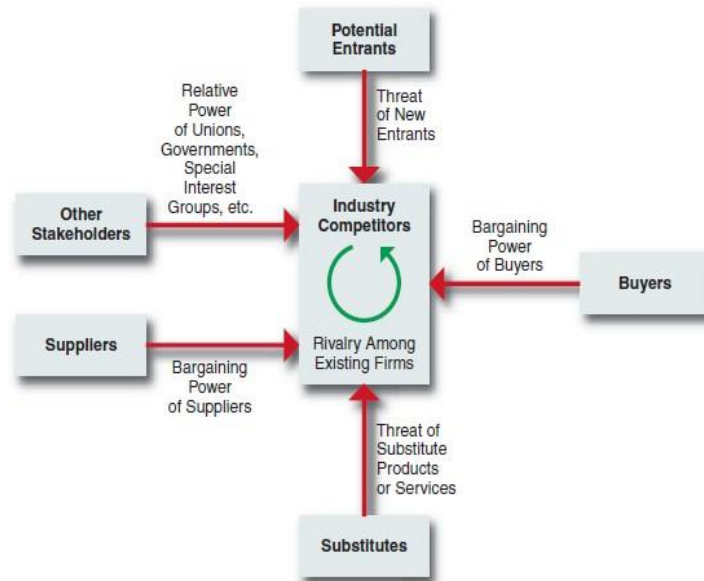 Potential
Entrants
Threat
of New
Entrants
Relative
Power
of Unions,
Governments,
Special
Interest
Groups, etc.
Other
Stakeholders
Industry
Competitors
Rivalry Among
Existing Firms
Bargaining
Power
of Buyers
Buyers
Suppliers
Bargaining
Power
of Suppliers
Threat of
Substitute
Products
or Services
Substitutes